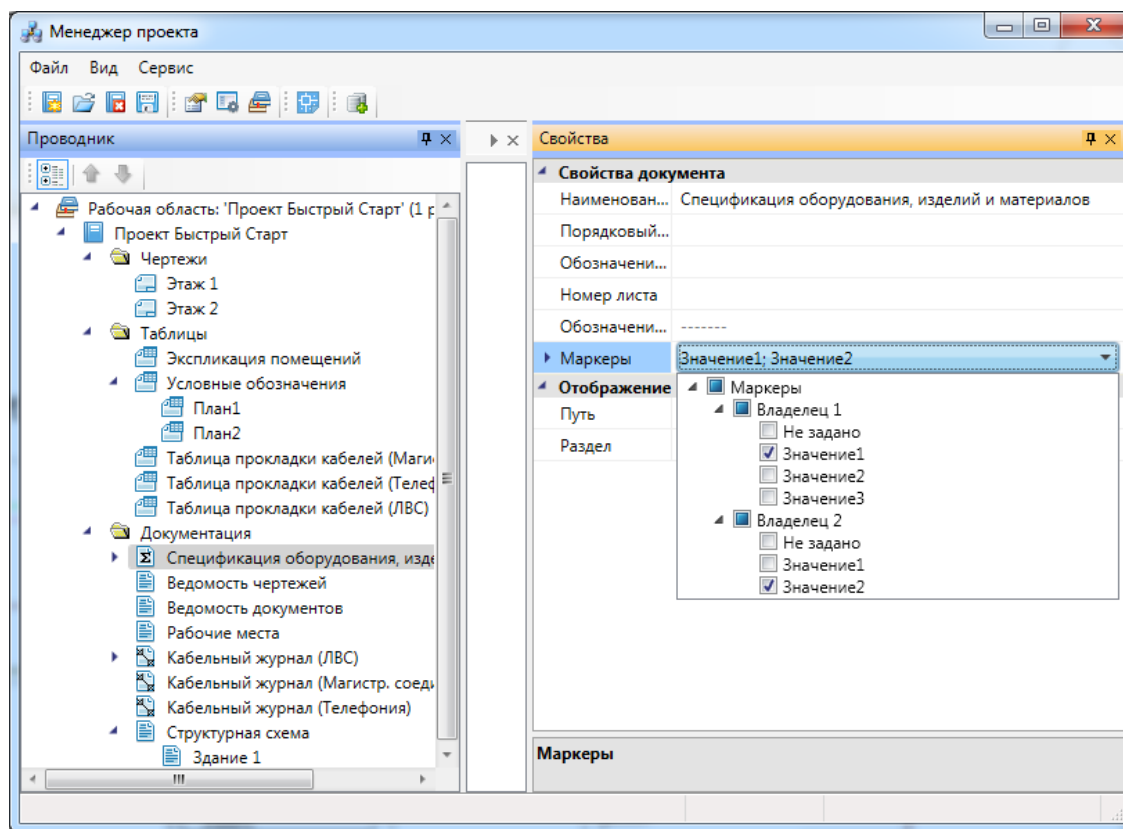 Менеджер проекта
Файл Вид Сервис
Проводник
Рабочая область: 'Проект Быстрый Старт' (1 р
Проект Быстрый Старт
Чертежи
Этаж 1
Этаж 2
Таблицы
Экспликация помещений
Условные обозначения
План1
План2
Таблица прокладки кабелей (Маги
Таблица прокладки кабелей (Телеф
Таблица прокладки кабелей (ЛВС)
Документация
Спецификация оборудования, изде
Ведомость чертежей
Ведомость документов
Рабочие места
Кабельный журнал (ЛВС)
Кабельный журнал (Магистр. соеди
Кабельный журнал (Телефония)
Структурная схема
Здание 1
Свойства
Свойства документа
Наименован... Спецификация оборудования, изделий и материалов
Порядковый...
Обозначени...
Номер листа
Обозначени... -------
Маркеры Значение1; Значение2
Отображение
Путь
Раздел
Маркеры
Владелец 1
Не задано
Значение1
Значение2
Значение3
Владелец 2
Не задано
Значение1
Значение2
Маркеры